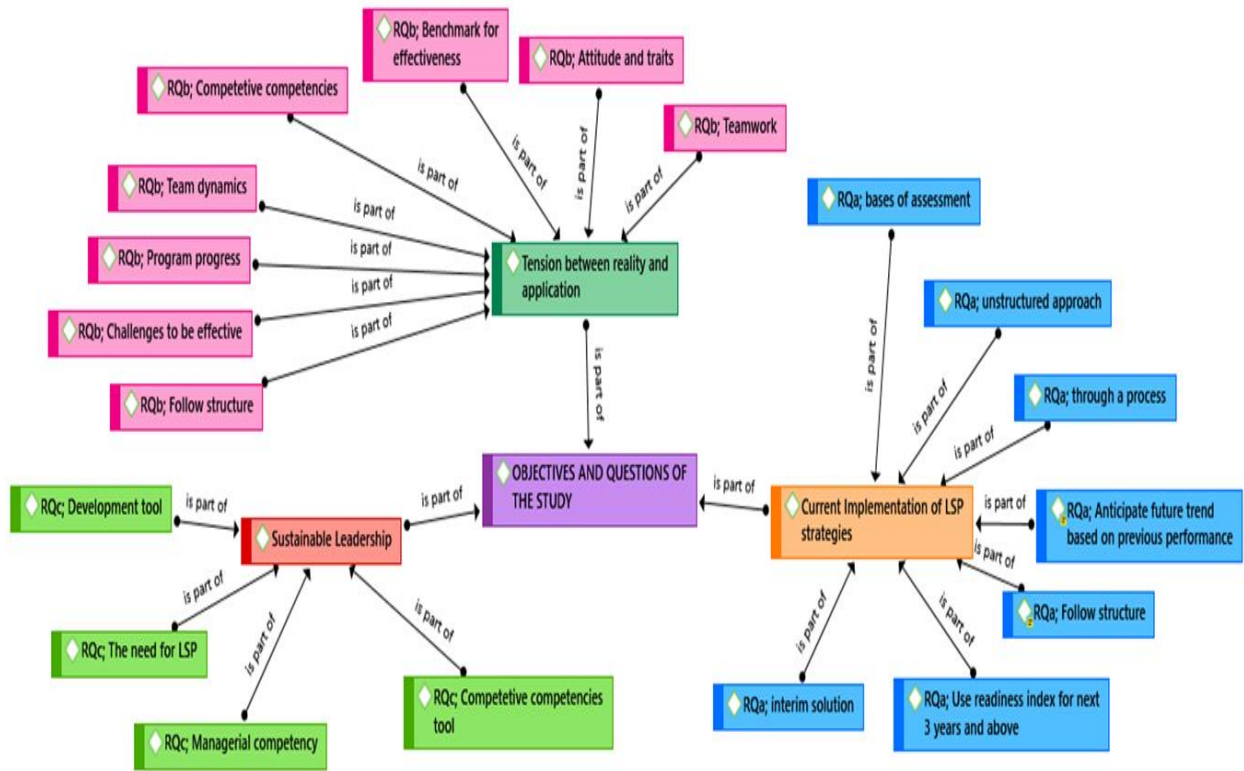 RQb; Benchmark for
effectiveness
RQb; Attitude and traits
RQb; Competetive competencies
RQb; Teamwork
is part of
is part of
is part of
is part of
RQb; Team dynamics
is part of
RQb; Program progress
is part of
RQb; Challenges to be effective
is part of
RQb; Follow structure
is part of
Tension between reality and
application
is part of
RQa; bases of assessment
is part of
RQa; unstructured approach
is part of
RQa; through a process
is part of
RQa; Anticipate future trend
based on previous performance
is part of
RQa; Follow structure
is part of
OBJECTIVES AND QUESTIONS OF
THE STUDY
is part of
Current Implementation of LSP
strategies
is part of
RQa; interim solution
is part of
RQa; Use readiness index for next
3 years and above
RQc; Development tool
is part of
Sustainable Leadership
is part of
is part of
RQc; The need for LSP
is part of
RQc; Managerial competency
is part of
RQc; Competetive competencies
tool
is part of